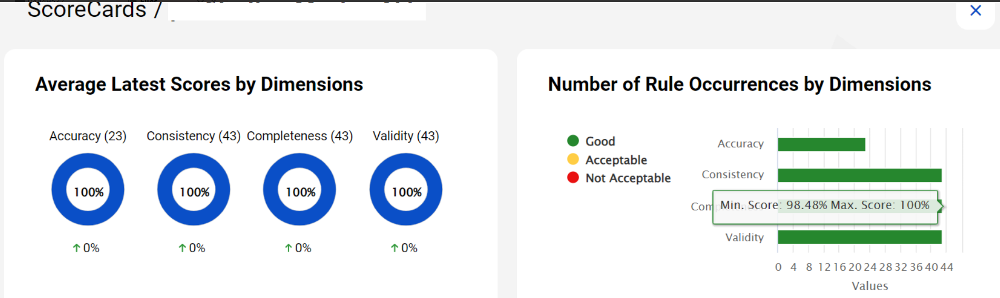 ScoreCards /
Average Latest Scores by Dimensions
Accuracy (23) Consistency (43) Completeness (43) Validity (43)
100% 100% 100% 100%
↑ 0% ↑ 0% ↑ 0% ↑ 0%
Number of Rule Occurrences by Dimensions
Good
Acceptable
Not Acceptable
Accuracy
Consistency
Min. Score: 98.48% Max. Score: 100%
Validity
0 4 8 12 16 20 24 28 32 36 40 44
Values